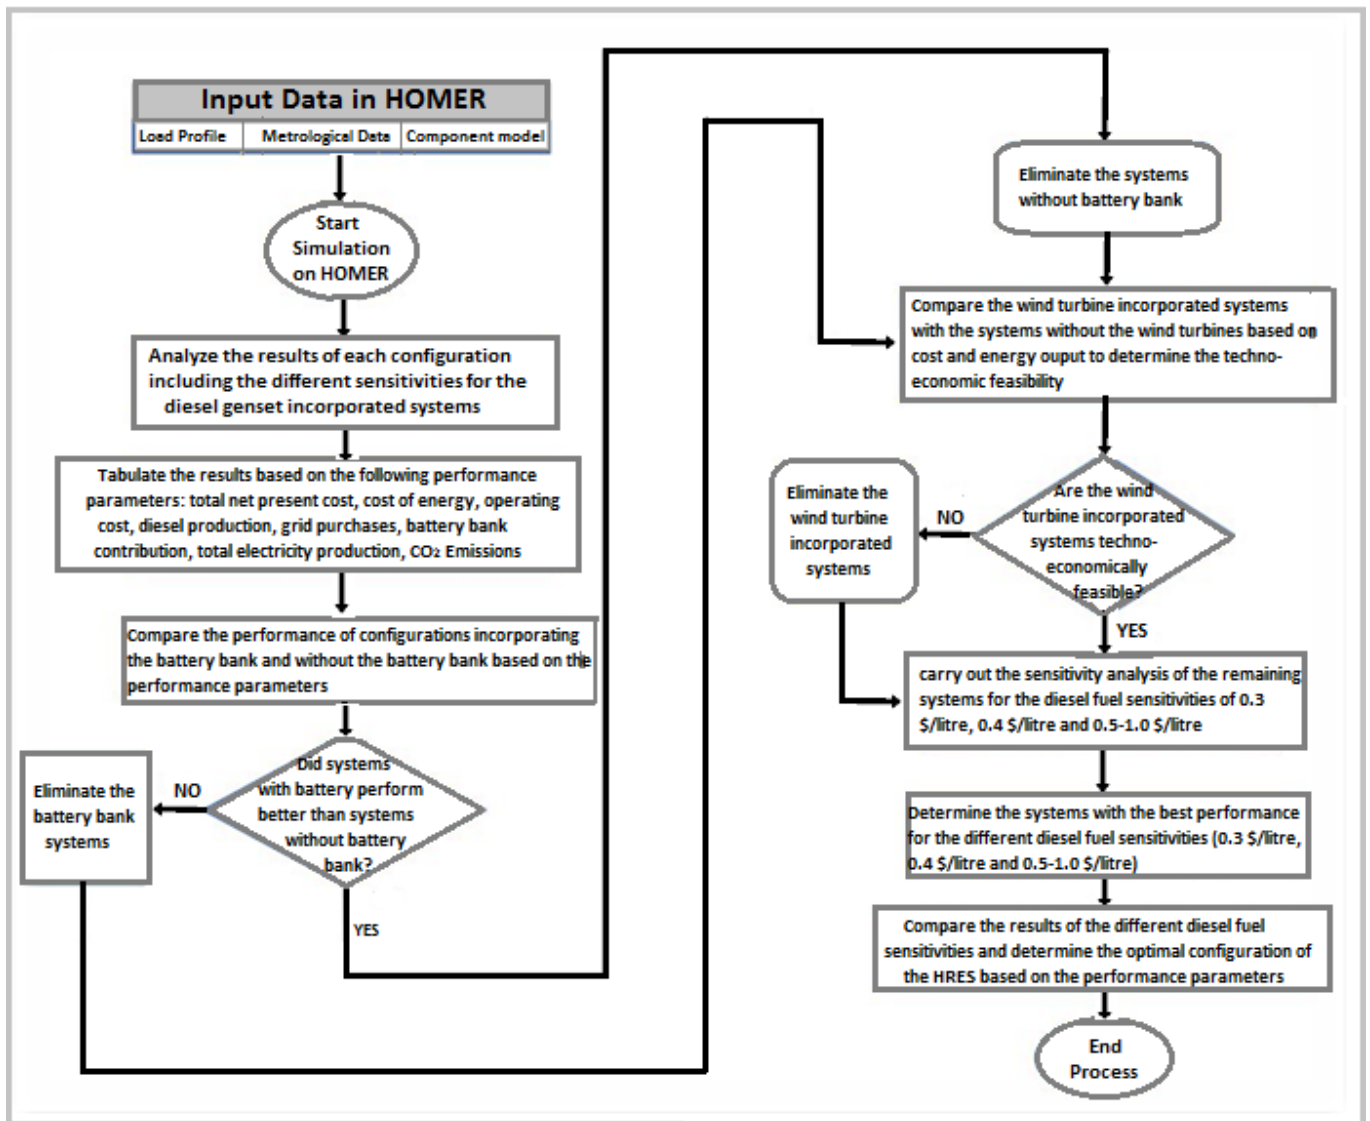 Input Data in HOMER
Load Profile
Metrological Data
Component model
Start
Simulation
on HOMER
Analyze the results of each configuration
including the different sensitivities for the
diesel genset incorporated systems
Tabulate the results based on the following performance
parameters: total net present cost, cost of energy, operating
cost, diesel production, grid purchases, battery bank
contribution, total electricity production, CO₂ Emissions
Compare the performance of configurations incorporating
the battery bank and without the battery bank based on the
performance parameters
Did systems
with battery perform
better than systems
without battery
bank?
NO
Eliminate the
battery bank
systems
YES
Eliminate the systems
without battery bank
Compare the wind turbine incorporated systems
with the systems without the wind turbines based on
cost and energy ouput to determine the techno-
economic feasibility
Are the wind
turbine incorporated
systems techno-
economically
feasible?
NO
Eliminate the
wind turbine
incorporated
systems
YES
carry out the sensitivity analysis of the remaining
systems for the diesel fuel sensitivities of 0.3
$/litre, 0.4 $/litre and 0.5-1.0 $/litre
Determine the systems with the best performance
for the different diesel fuel sensitivities (0.3 $/litre,
0.4 $/litre and 0.5-1.0 $/litre)
Compare the results of the different diesel fuel
sensitivities and determine the optimal configuration of
the HRES based on the performance parameters
End
Process